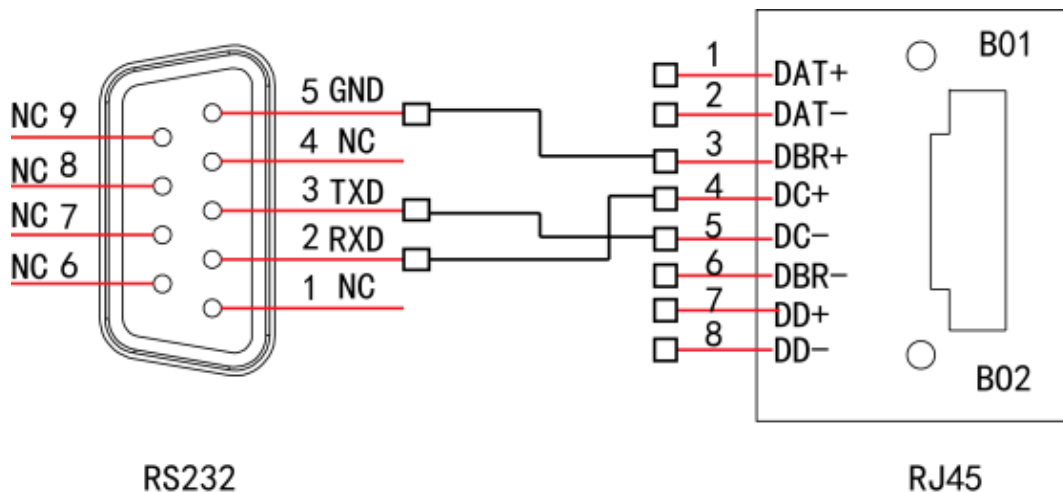 NC 9
NC 8
NC 7
NC 6
5 GND
4 NC
3 TXD
2 RXD
1 NC
RS232
1 DAT+
2 DAT-
3 DBR+
4 DC+
5 DC-
6 DBR-
7 DD+
8 DD-
B01
B02
RJ45